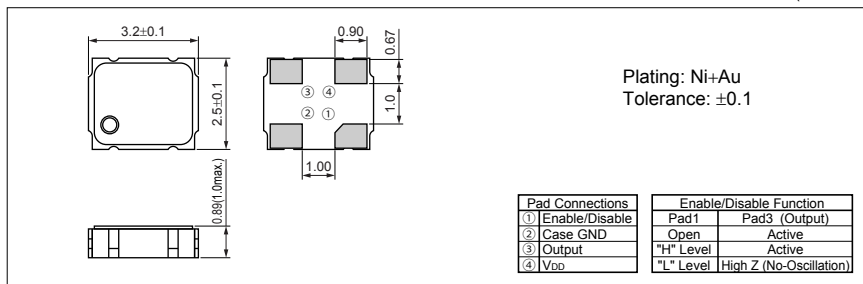 3.2±0.1
2.5±0.1
0.89(1.0max.)
0.90
0.67
1.0
1.00
③ ④
② ①
Plating: Ni+Au
Tolerance: ±0.1
Pad Connections
① Enable/Disable
② Case GND
③ Output
④ VDD
Enable/Disable Function
Pad1 Pad3 (Output)
Open Active
"H" Level Active
"L" Level High Z (No-Oscillation)